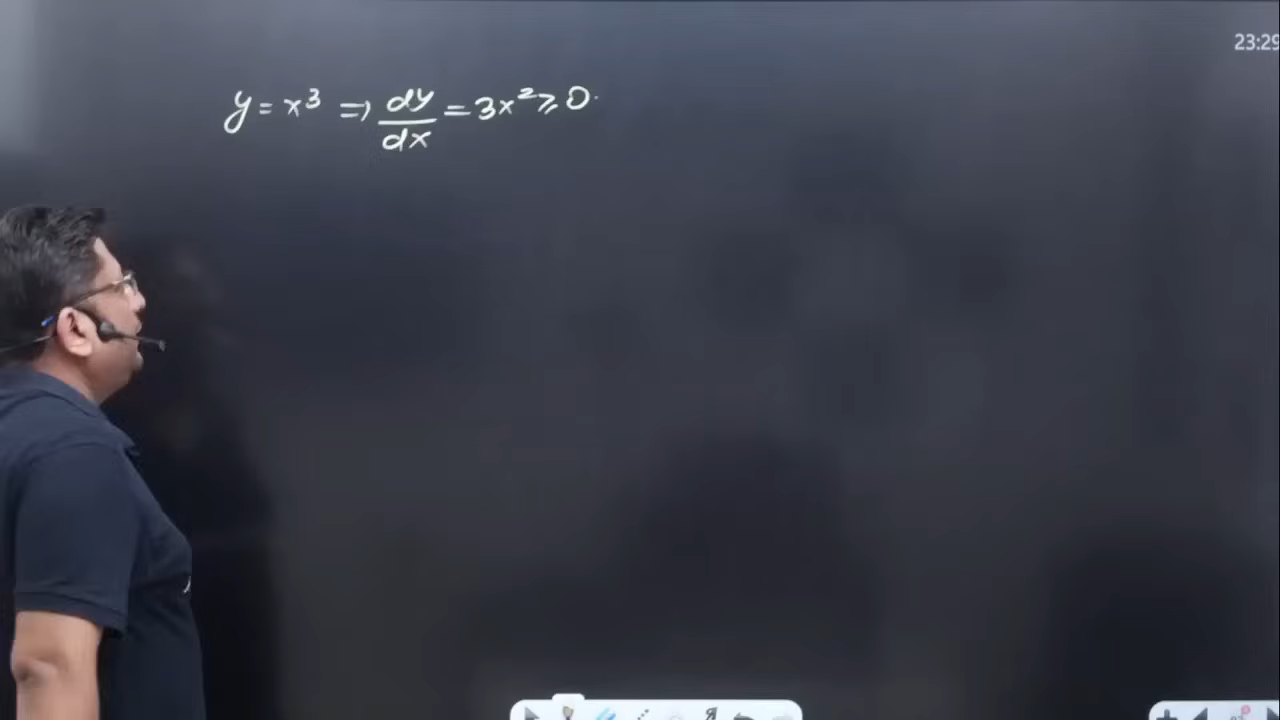 23:29
y = x³ ⇒ dy/dx = 3x² ≥ 0.